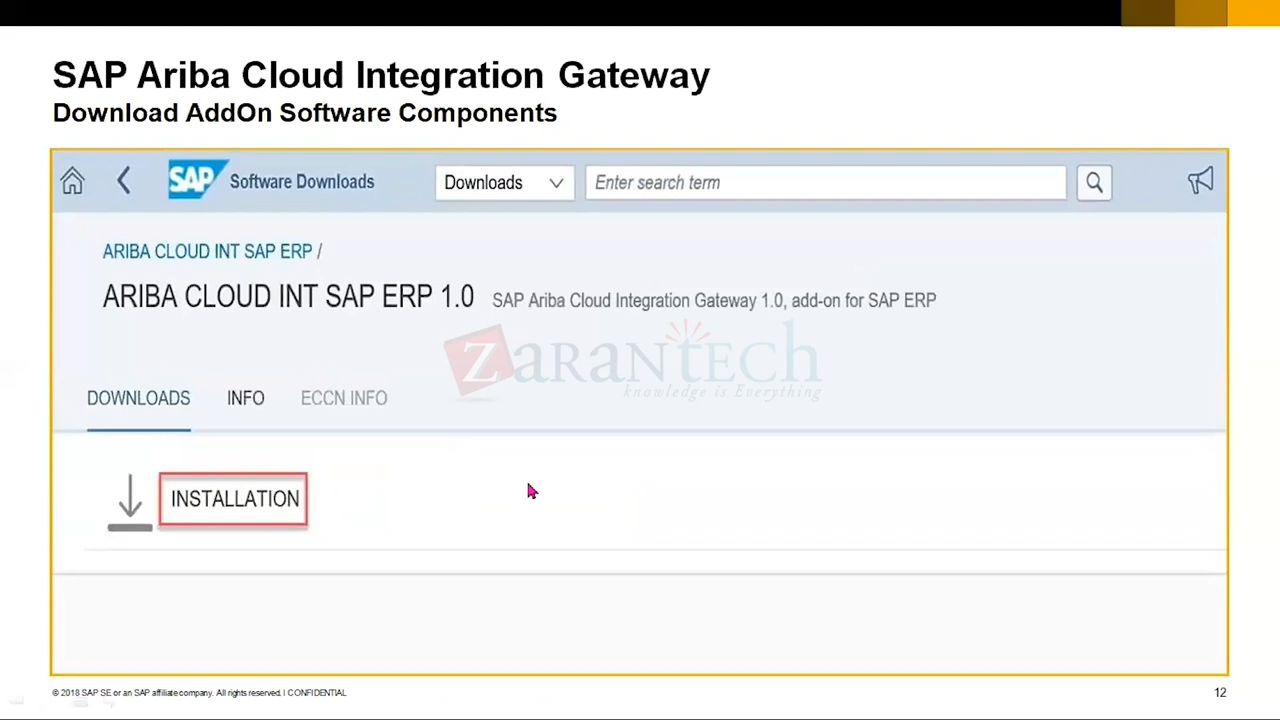 SAP Ariba Cloud Integration Gateway
Download AddOn Software Components
SAP Software Downloads
Downloads
Enter search term
ARIBA CLOUD INT SAP ERP /
ARIBA CLOUD INT SAP ERP 1.0 SAP Ariba Cloud Integration Gateway 1.0, add-on for SAP ERP
zarantech
knowledge is Everything
DOWNLOADS INFO ECCN INFO
INSTALLATION
© 2018 SAP SE or an SAP affiliate company. All rights reserved. I CONFIDENTIAL
12